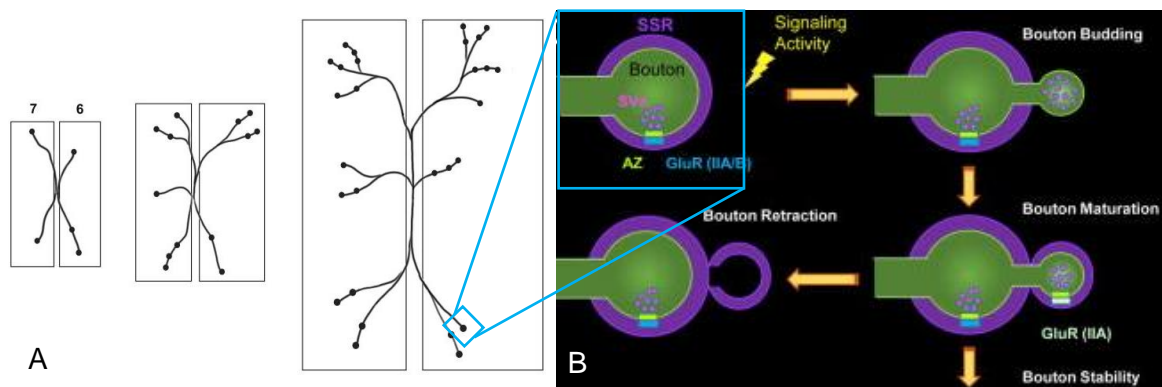 7 6
A
SSR
Signaling
Activity
Bouton
SVs
AZ
GluR (IIA/B)
Bouton Budding
Bouton Retraction
Bouton Maturation
B
GluR (IIA)
Bouton Stability